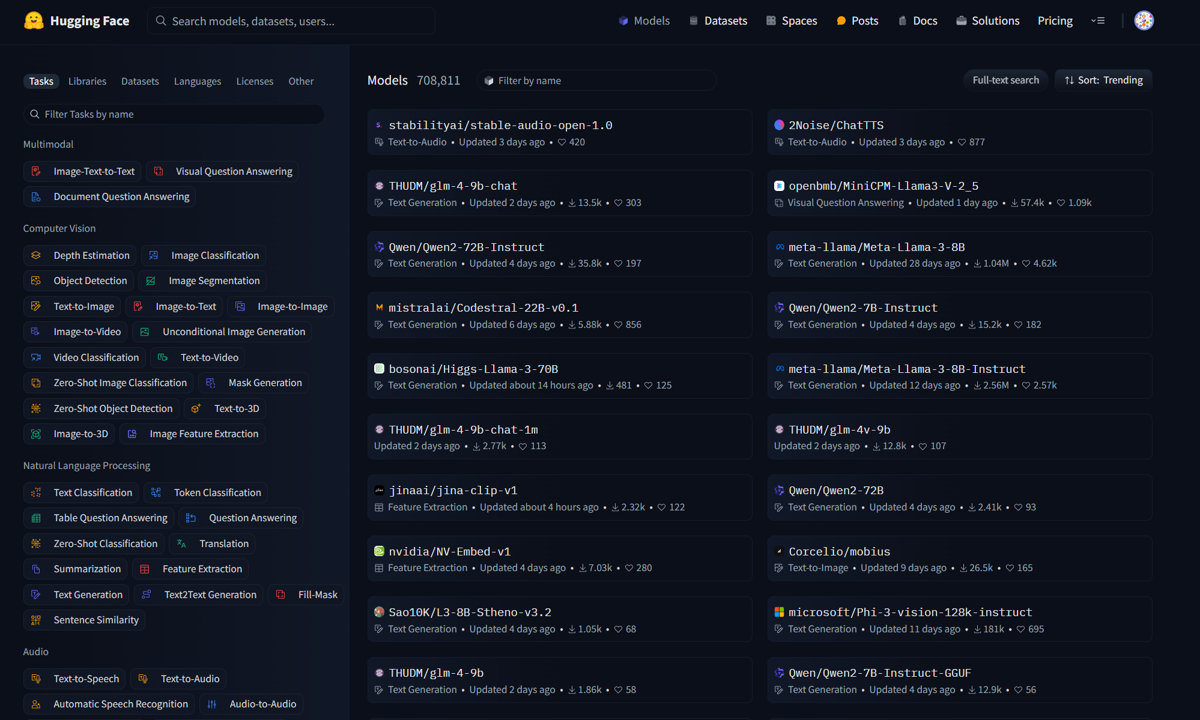 Hugging Face Search models, datasets, users... Models Datasets Spaces Posts Docs Solutions Pricing
Tasks Libraries Datasets Languages Licenses Other
Filter Tasks by name
Multimodal
Image-Text-to-Text Visual Question Answering
Document Question Answering
Computer Vision
Depth Estimation Image Classification
Object Detection Image Segmentation
Text-to-Image Image-to-Text Image-to-Image
Image-to-Video Unconditional Image Generation
Video Classification Text-to-Video
Zero-Shot Image Classification Mask Generation
Zero-Shot Object Detection Text-to-3D
Image-to-3D Image Feature Extraction
Natural Language Processing
Text Classification Token Classification
Table Question Answering Question Answering
Zero-Shot Classification Translation
Summarization Feature Extraction
Text Generation Text2Text Generation Fill-Mask
Sentence Similarity
Audio
Text-to-Speech Text-to-Audio
Automatic Speech Recognition Audio-to-Audio
Models 708,811 Filter by name Full-text search Sort: Trending
stabilityai/stable-audio-open-1.0
Text-to-Audio • Updated 3 days ago • 420
2Noise/ChatTTS
Text-to-Audio • Updated 3 days ago • 877
THUDM/glm-4-9b-chat
Text Generation • Updated 2 days ago • 13.5k • 303
openbmb/MiniCPM-Llama3-V-2_5
Visual Question Answering • Updated 1 day ago • 57.4k • 1.09k
Qwen/Qwen2-72B-Instruct
Text Generation • Updated 4 days ago • 35.8k • 197
meta-llama/Meta-Llama-3-8B
Text Generation • Updated 28 days ago • 1.04M • 4.62k
mistralai/Codestral-22B-v0.1
Text Generation • Updated 6 days ago • 5.88k • 856
Qwen/Qwen2-7B-Instruct
Text Generation • Updated 4 days ago • 15.2k • 182
bosonai/Higgs-Llama-3-70B
Text Generation • Updated about 14 hours ago • 481 • 125
meta-llama/Meta-Llama-3-8B-Instruct
Text Generation • Updated 12 days ago • 2.56M • 2.57k
THUDM/glm-4-9b-chat-1m
Updated 2 days ago • 2.77k • 113
THUDM/glm-4v-9b
Updated 2 days ago • 12.8k • 107
jinaai/jina-clip-v1
Feature Extraction • Updated about 4 hours ago • 2.32k • 122
Qwen/Qwen2-72B
Text Generation • Updated 4 days ago • 2.41k • 93
nvidia/NV-Embed-v1
Feature Extraction • Updated 4 days ago • 7.03k • 280
Corcelio/mobius
Text-to-Image • Updated 9 days ago • 26.5k • 165
Sao10K/L3-8B-Stheno-v3.2
Text Generation • Updated 4 days ago • 1.05k • 68
microsoft/Phi-3-vision-128k-instruct
Text Generation • Updated 11 days ago • 181k • 695
THUDM/glm-4-9b
Text Generation • Updated 2 days ago • 1.86k • 58
Qwen/Qwen2-7B-Instruct-GGUF
Text Generation • Updated 4 days ago • 12.9k • 56